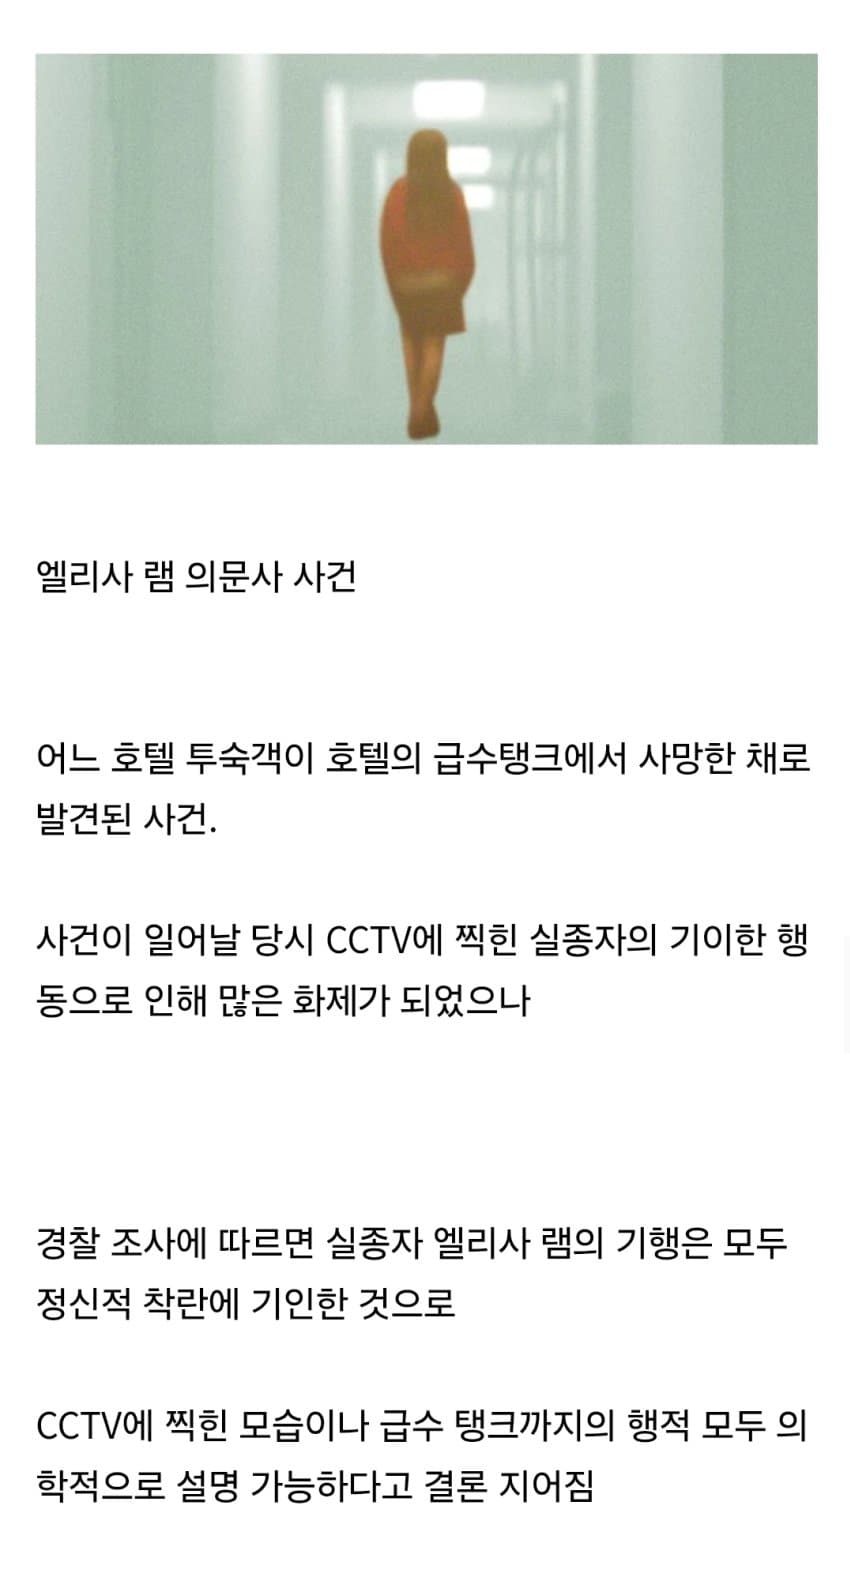 엘리사 램 의문사 사건
어느 호텔 투숙객이 호텔의 급수탱크에서 사망한 채로
발견된 사건.
사건이 일어날 당시 CCTV에 찍힌 실종자의 기이한 행
동으로 인해 많은 화제가 되었으나
경찰 조사에 따르면 실종자 엘리사 램의 기행은 모두
정신적 착란에 기인한 것으로
CCTV에 찍힌 모습이나 급수 탱크까지의 행적 모두 의
학적으로 설명 가능하다고 결론 지어짐